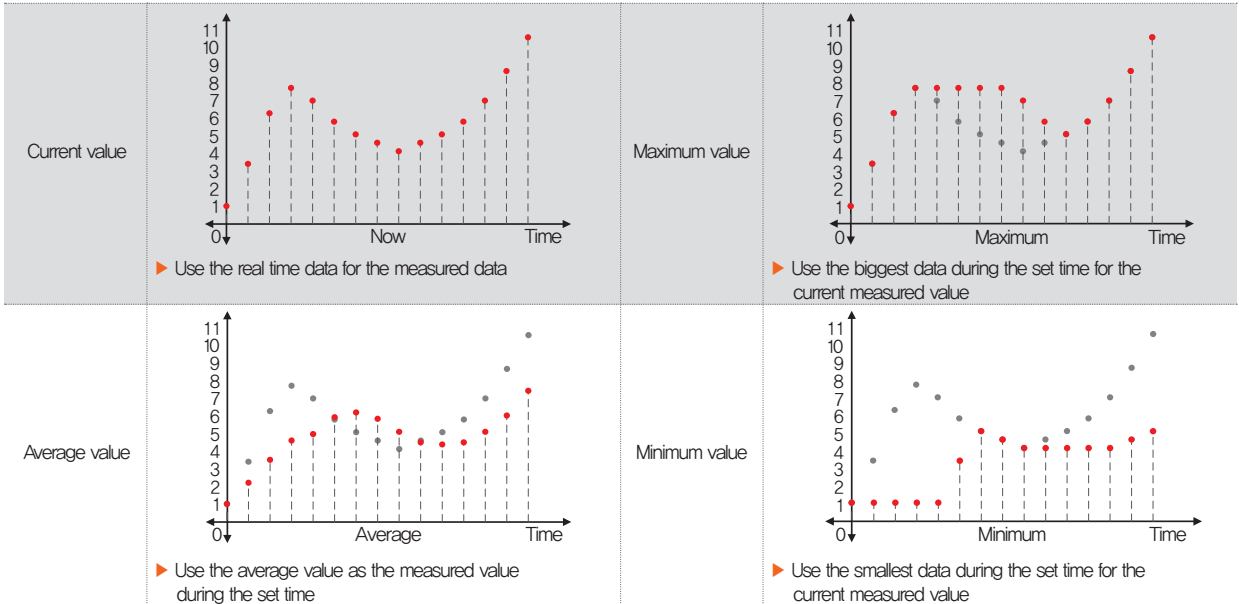 Current value
11
10
9
8
7
6
5
4
3
2
1
0
Now
Time
▶ Use the real time data for the measured data
Maximum value
11
10
9
8
7
6
5
4
3
2
1
0
Maximum
Time
▶ Use the biggest data during the set time for the
current measured value
Average value
11
10
9
8
7
6
5
4
3
2
1
0
Average
Time
▶ Use the average value as the measured value
during the set time
Minimum value
11
10
9
8
7
6
5
4
3
2
1
0
Minimum
Time
▶ Use the smallest data during the set time for the
current measured value